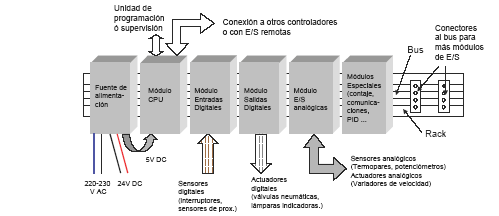 Unidad de
programación
ó supervisión
Conexión a otros controladores
o con E/S remotas
Conectores
al bus para
más módulos
de E/S
Bus
Fuente de
alimenta-
ción
Módulo
CPU
Módulo
Entradas
Digitales
Módulo
Salidas
Digitales
Módulo
E/S
analógicas
Módulos
Especiales
(contaje,
comunica-
ciones,
PID ...
Rack
5V DC
220-230
V AC
24V DC
Sensores
digitales
(interruptores,
sensores de prox.)
Actuadores
digitales
(válvulas neumáticas,
lámparas indicadoras.)
Sensores analógicos
(Termopares, potenciómetros)
Actuadores analógicos
(Variadores de velocidad)